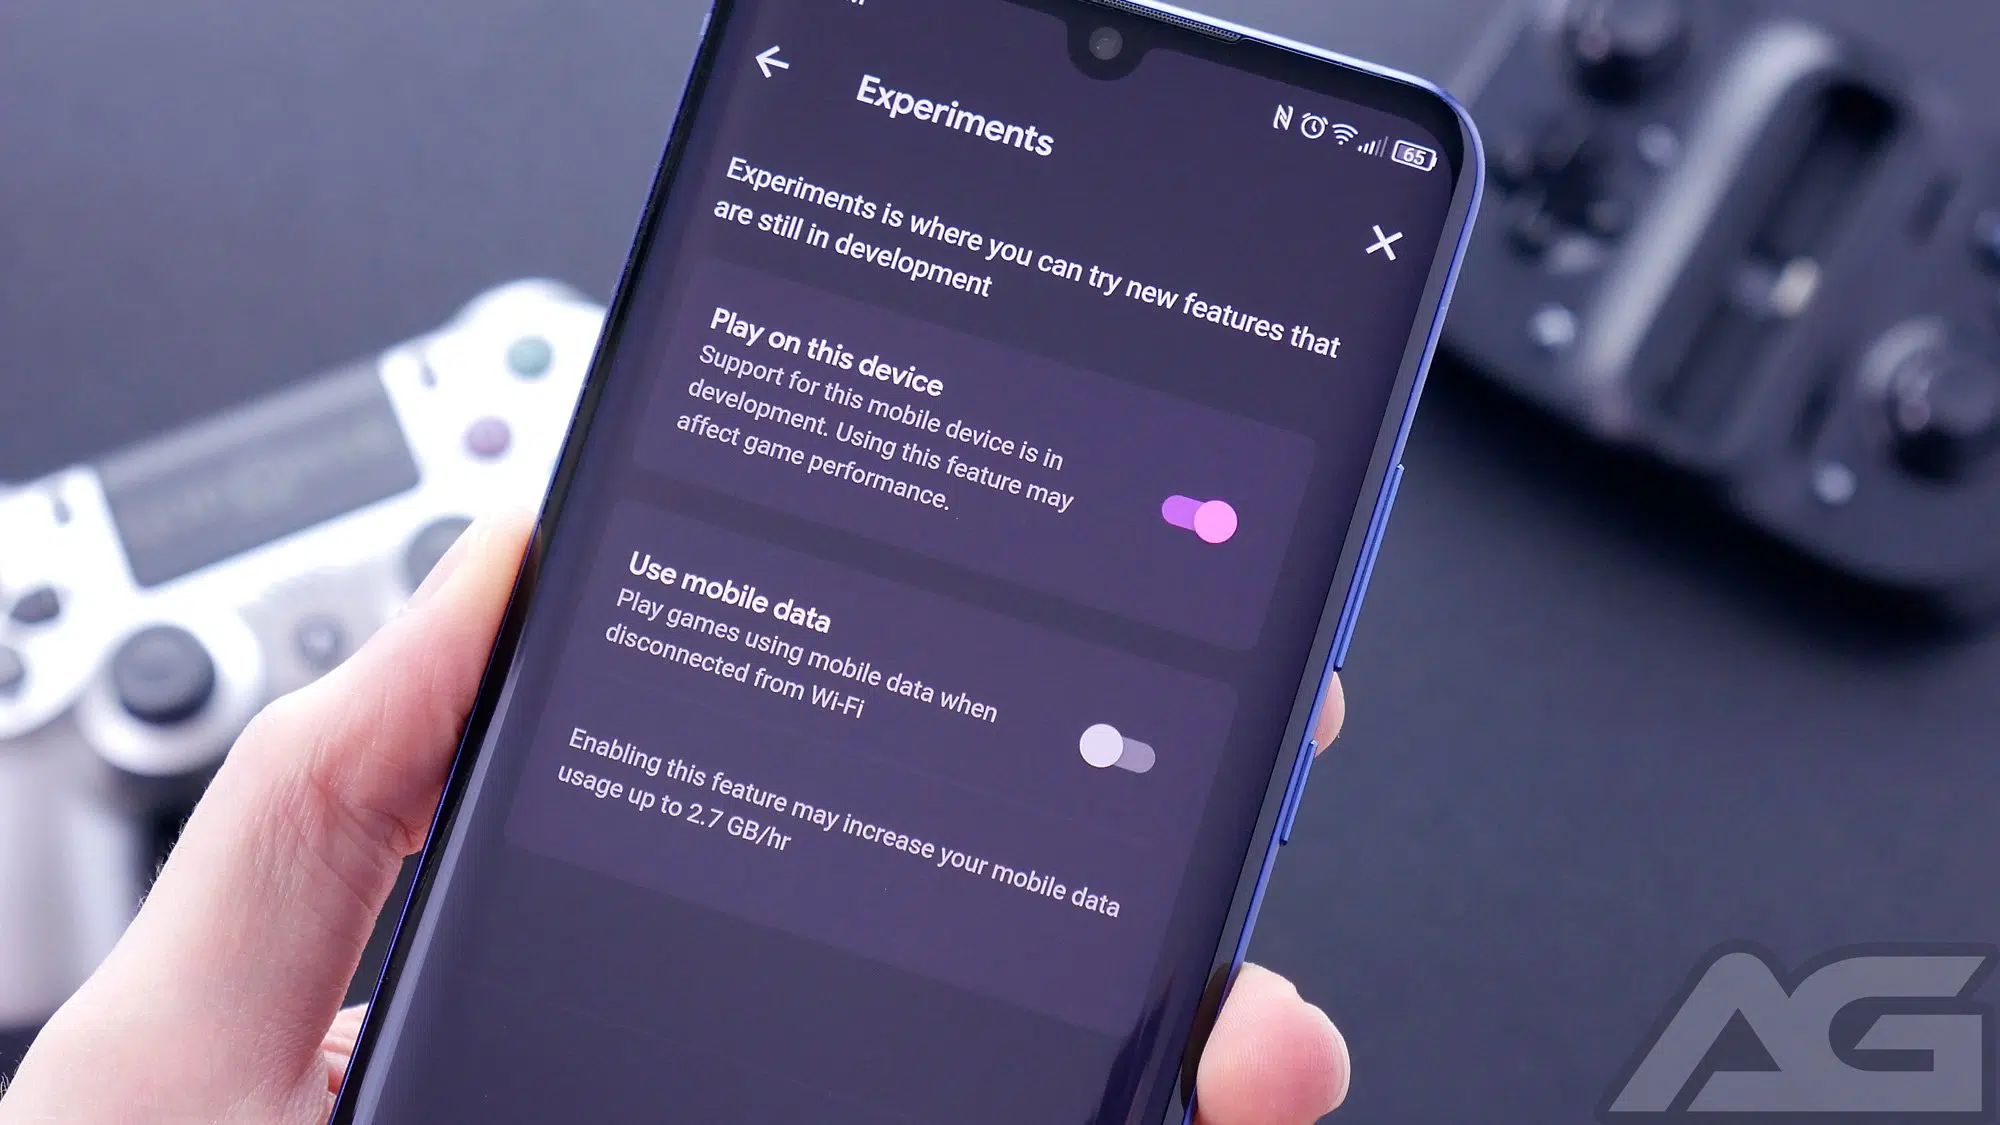 Experiments
65
Experiments is where you can try new features that
are still in development
Play on this device
Support for this mobile device is in
development. Using this feature may
affect game performance.
Use mobile data
Play games using mobile data when
disconnected from Wi-Fi
Enabling this feature may increase your mobile data
usage up to 2.7 GB/hr
AG